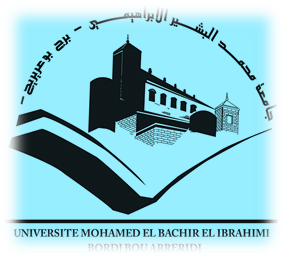 جامعة محمد البشير الإبراهيمي - برج بوعريريج -
UNIVERSITE MOHAMED EL BACHIR EL IBRAHIMI
BORDJ BOU ARRERIDJ